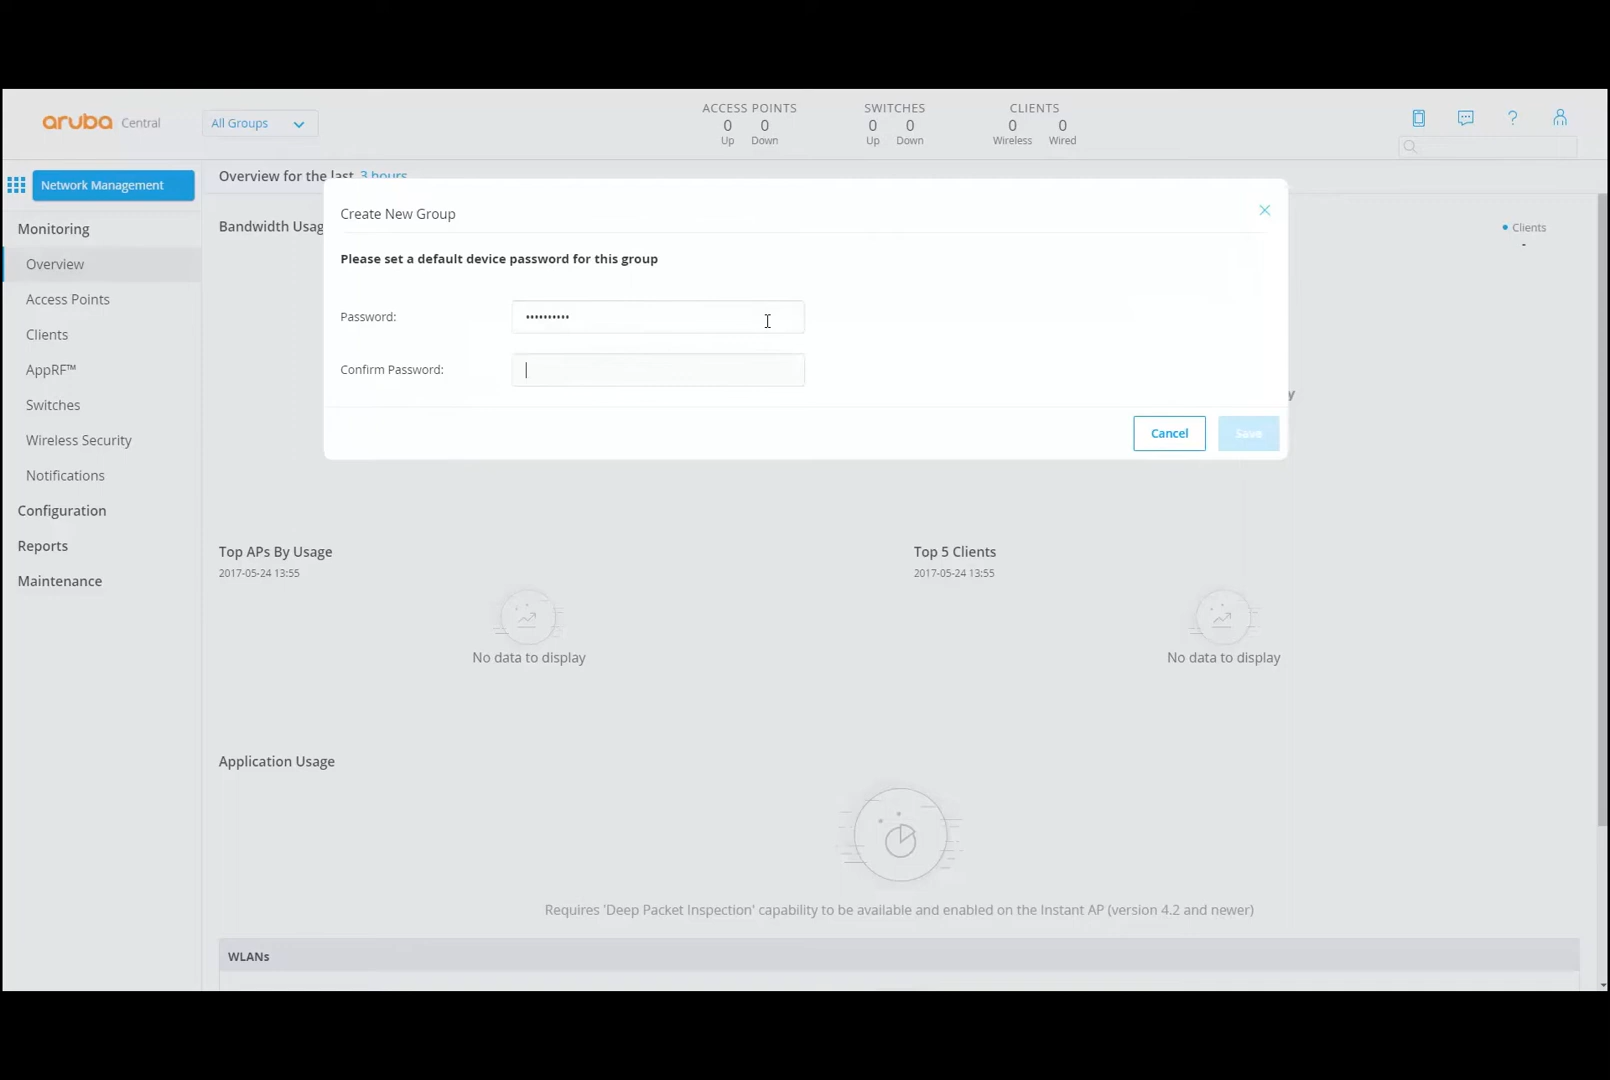 aruba Central
All Groups
ACCESS POINTS
0 0
Up Down
SWITCHES
0 0
Up Down
CLIENTS
0 0
Wireless Wired
?
Network Management
Overview for the last 3 hours
Monitoring
Overview
Access Points
Clients
AppRF™
Switches
Wireless Security
Notifications
Configuration
Reports
Maintenance
Bandwidth Usag
Clients
-
Create New Group
Please set a default device password for this group
Password: ••••••••••
Confirm Password:
Cancel Save
y
Top APs By Usage
2017-05-24 13:55
No data to display
Top 5 Clients
2017-05-24 13:55
No data to display
Application Usage
Requires 'Deep Packet Inspection' capability to be available and enabled on the Instant AP (version 4.2 and newer)
WLANs